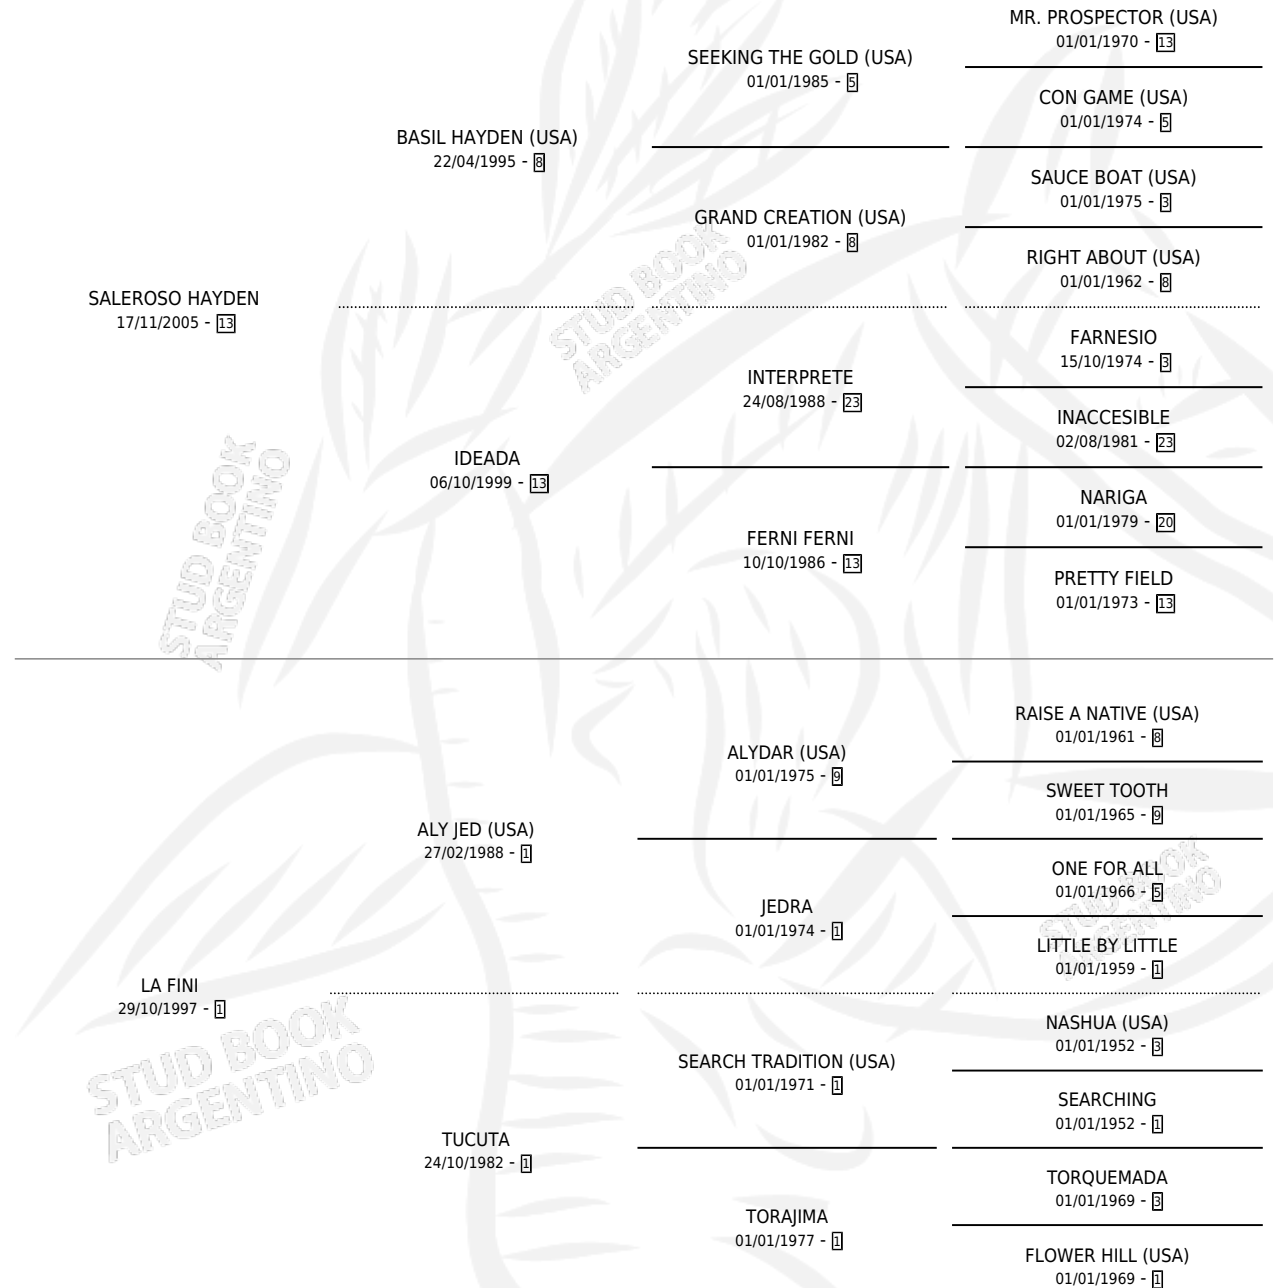 MR. PROSPECTOR (USA)
01/01/1970 - 13
SEEKING THE GOLD (USA)
01/01/1985 - 5
CON GAME (USA)
01/01/1974 - 5
BASIL HAYDEN (USA)
22/04/1995 - 8
SAUCE BOAT (USA)
01/01/1975 - 3
GRAND CREATION (USA)
01/01/1982 - 8
RIGHT ABOUT (USA)
01/01/1962 - 8
SALEROSO HAYDEN
17/11/2005 - 13
STUD BOOK
ARGENTINO
FARNESIO
15/10/1974 - 3
INTERPRETE
24/08/1988 - 23
INACCESIBLE
02/08/1981 - 23
IDEADA
06/10/1999 - 13
NARIGA
01/01/1979 - 20
FERNI FERNI
10/10/1986 - 13
PRETTY FIELD
01/01/1973 - 13
STUD BOOK
ARGENTINO
RAISE A NATIVE (USA)
01/01/1961 - 8
ALYDAR (USA)
01/01/1975 - 9
SWEET TOOTH
01/01/1965 - 9
ALY JED (USA)
27/02/1988 - 1
ONE FOR ALL
01/01/1966 - 5
JEDRA
01/01/1974 - 1
LITTLE BY LITTLE
01/01/1959 - 1
STUD BOOK
ARGENTINO
LA FINI
29/10/1997 - 1
NASHUA (USA)
01/01/1952 - 3
SEARCH TRADITION (USA)
01/01/1971 - 1
SEARCHING
01/01/1952 - 1
STUD BOOK
ARGENTINO
TUCUTA
24/10/1982 - 1
TORQUEMADA
01/01/1969 - 3
TORAJIMA
01/01/1977 - 1
FLOWER HILL (USA)
01/01/1969 - 1